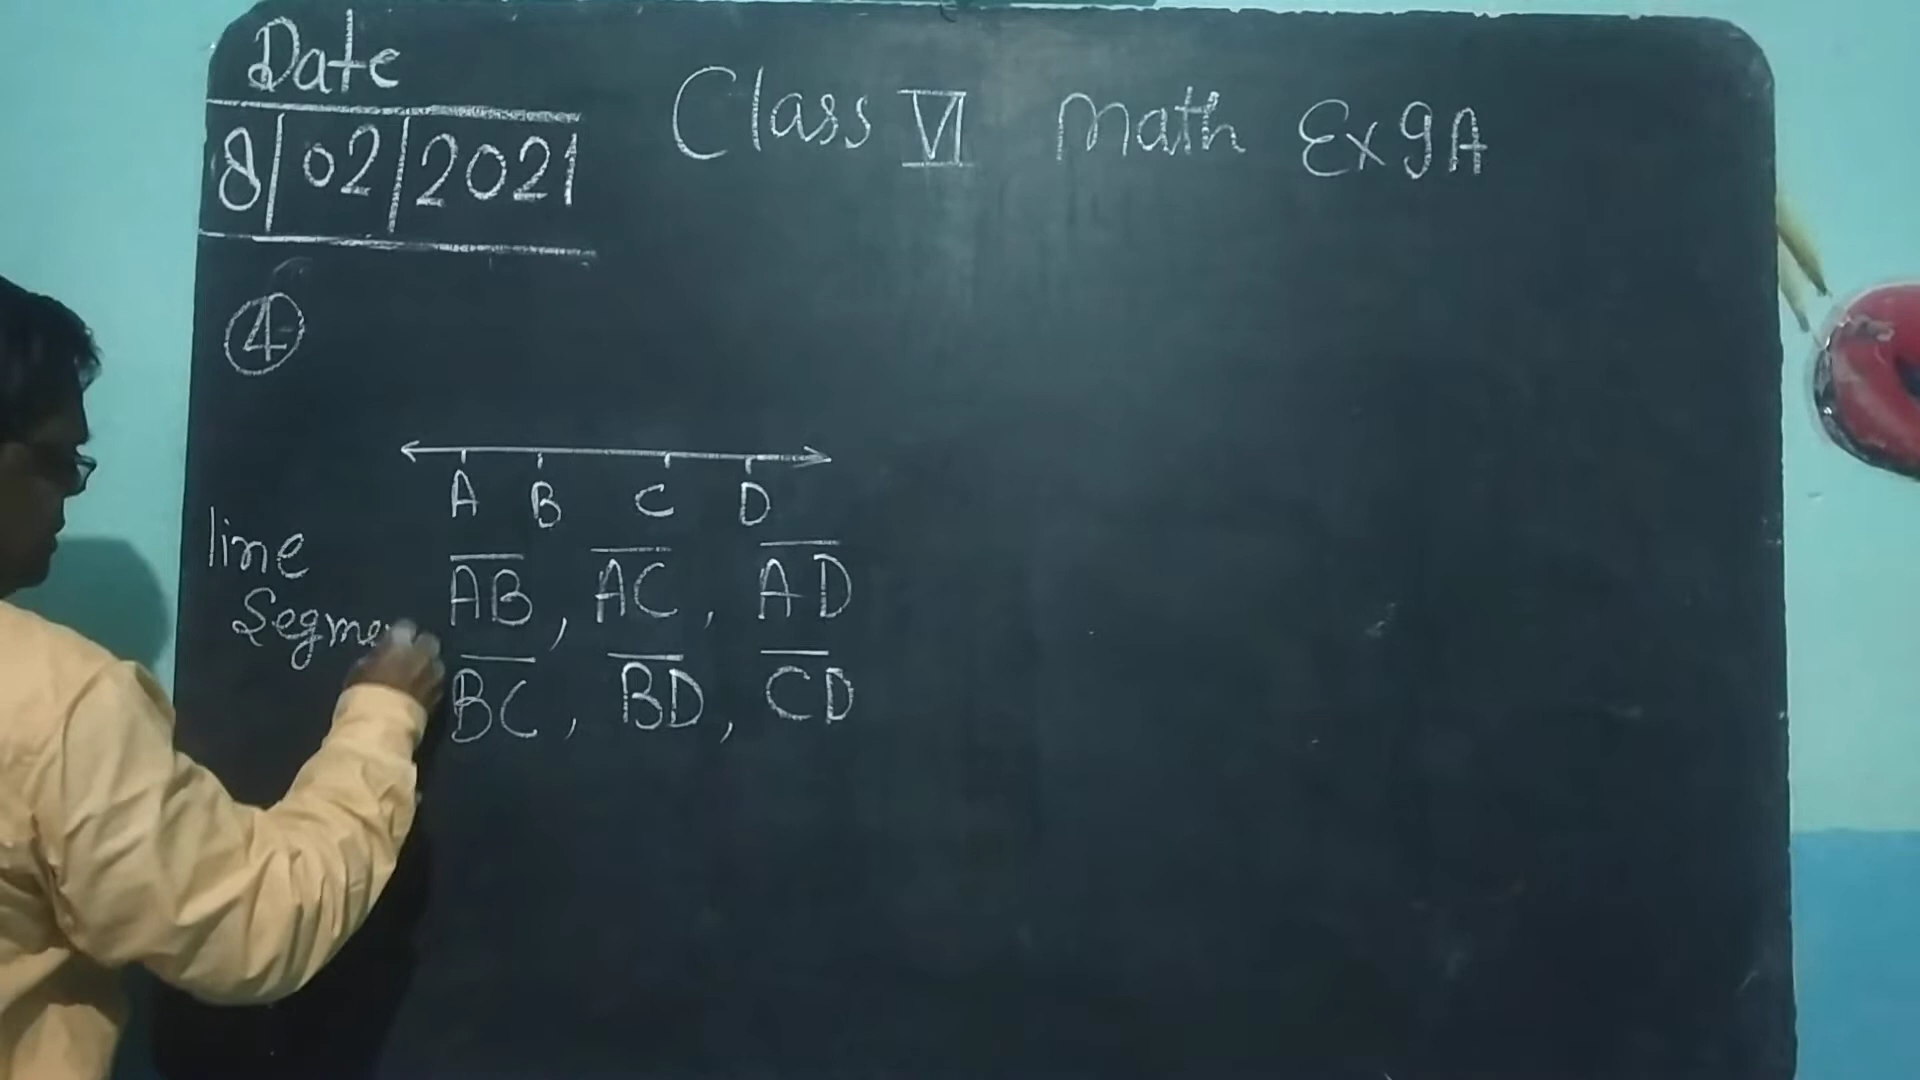 Date
8/02/2021
Class VI Math Ex 9A
④
A B C D
line
Segme
AB, AC, AD
BC, BD, CD